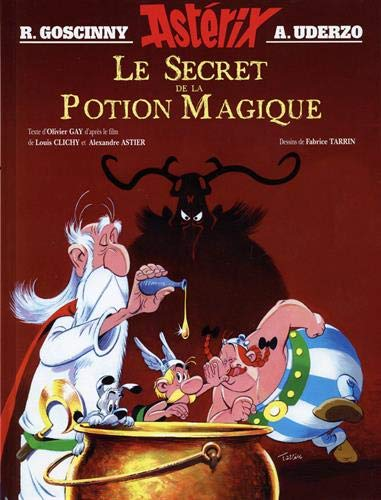 R. GOSCINNY Astérix A. UDERZO
LE SECRET
DE LA
POTION MAGIQUE
Texte d'Olivier GAY d'après le film
de Louis CLICHY et Alexandre ASTIER
Dessins de Fabrice TARRIN
Tarrin